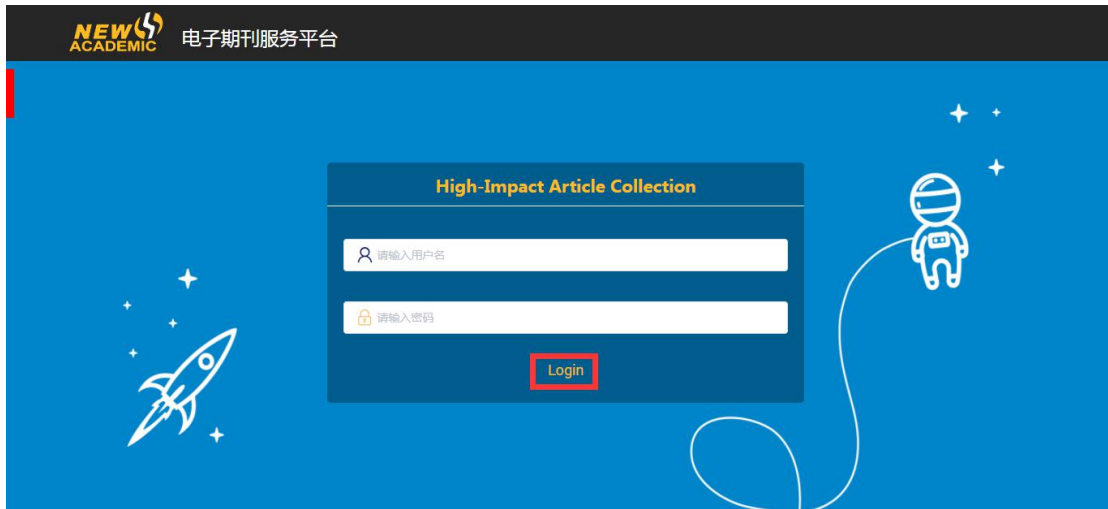 NEW
ACADEMIC
电子期刊服务平台
High-Impact Article Collection
请输入用户名
请输入密码
Login